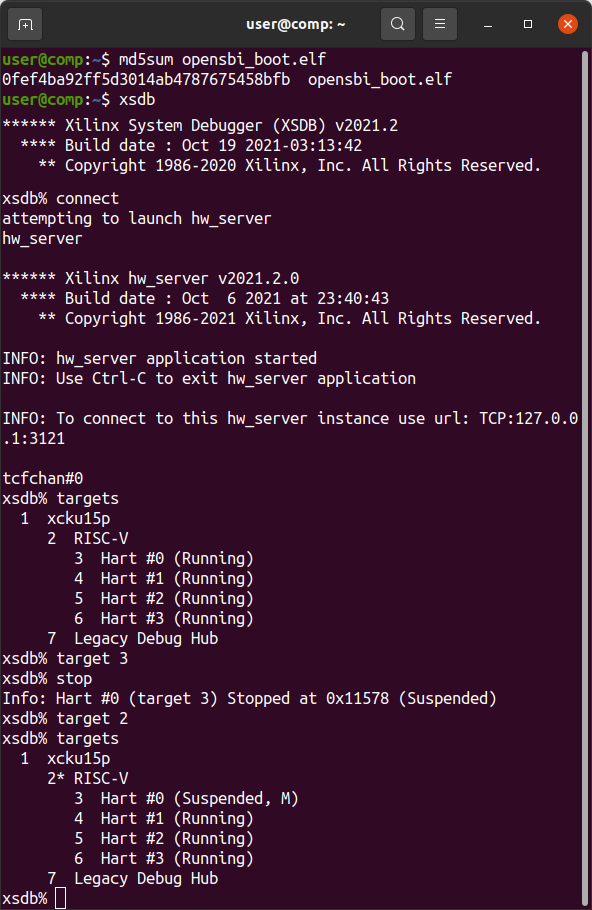 user@comp: ~
user@comp:~$ md5sum opensbi_boot.elf
0fef4ba92ff5d3014ab4787675458bfb  opensbi_boot.elf
user@comp:~$ xsdb
****** Xilinx System Debugger (XSDB) v2021.2
  **** Build date : Oct 19 2021-03:13:42
    ** Copyright 1986-2020 Xilinx, Inc. All Rights Reserved.
xsdb% connect
attempting to launch hw_server
hw_server
****** Xilinx hw_server v2021.2.0
  **** Build date : Oct  6 2021 at 23:40:43
    ** Copyright 1986-2021 Xilinx, Inc. All Rights Reserved.
INFO: hw_server application started
INFO: Use Ctrl-C to exit hw_server application
INFO: To connect to this hw_server instance use url: TCP:127.0.0
.1:3121
tcfchan#0
xsdb% targets
  1  xcku15p
     2  RISC-V
        3  Hart #0 (Running)
        4  Hart #1 (Running)
        5  Hart #2 (Running)
        6  Hart #3 (Running)
     7  Legacy Debug Hub
xsdb% target 3
xsdb% stop
Info: Hart #0 (target 3) Stopped at 0x11578 (Suspended)
xsdb% target 2
xsdb% targets
  1  xcku15p
     2* RISC-V
        3  Hart #0 (Suspended, M)
        4  Hart #1 (Running)
        5  Hart #2 (Running)
        6  Hart #3 (Running)
     7  Legacy Debug Hub
xsdb%